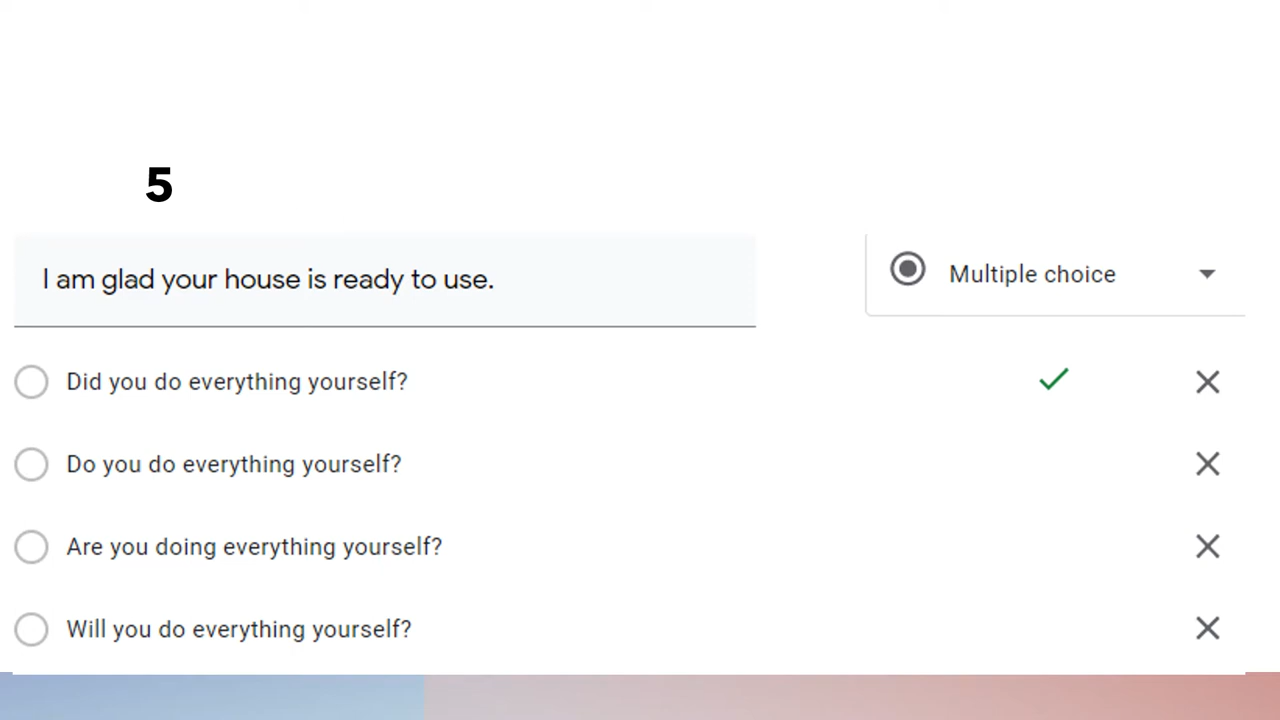 5
I am glad your house is ready to use.
Multiple choice
Did you do everything yourself?
Do you do everything yourself?
Are you doing everything yourself?
Will you do everything yourself?